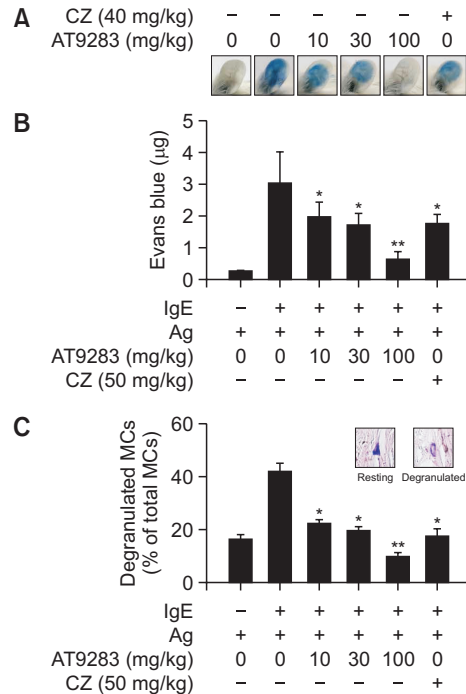 A
CZ (40 mg/kg) – – – – – +
AT9283 (mg/kg) 0 0 10 30 100 0
B
Evans blue (μg)
5
4
3
2
1
0
* * ** *
IgE – + + + + +
Ag + + + + + +
AT9283 (mg/kg) 0 0 10 30 100 0
CZ (50 mg/kg) – – – – – +
C
Degranulated MCs
(% of total MCs)
60
40
20
0
Resting Degranulated
* * ** *
IgE – + + + + +
Ag + + + + + +
AT9283 (mg/kg) 0 0 10 30 100 0
CZ (50 mg/kg) – – – – – +